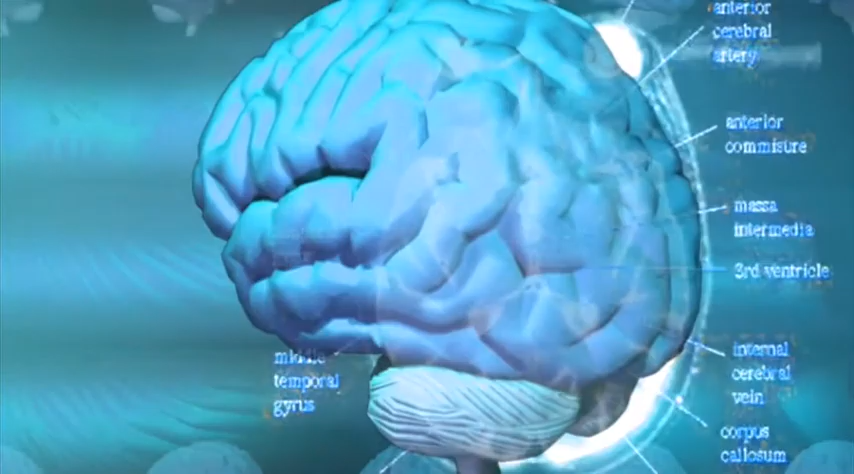 anterior
cerebral
artery
anterior
commisure
massa
intermedia
3rd ventricle
middle
temporal
gyrus
internal
cerebral
vein
corpus
callosum